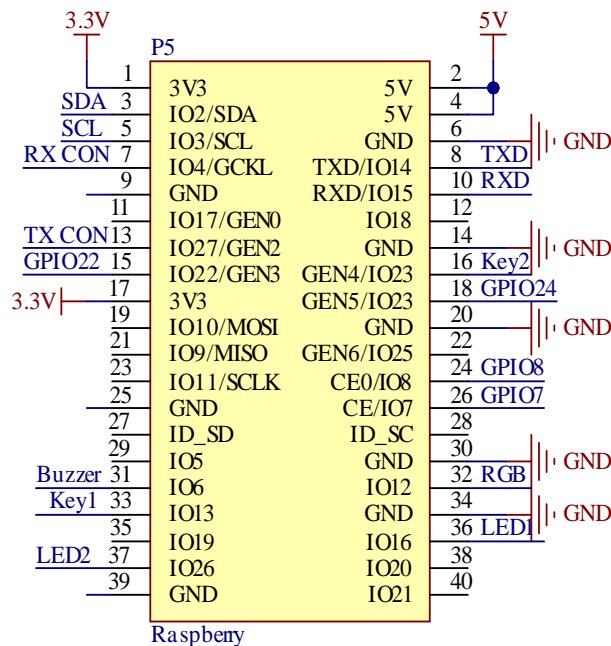 3.3V 5V
P5
1 3V3 5V 2
SDA 3 IO2/SDA 5V 4
SCL 5 IO3/SCL GND 6 GND
RX CON 7 IO4/GCKL TXD/IO14 8 TXD
9 GND RXD/IO15 10 RXD
11 IO17/GEN0 IO18 12
TX CON 13 IO27/GEN2 GND 14 GND
GPIO22 15 IO22/GEN3 GEN4/IO23 16 Key2
3.3V 17 3V3 GEN5/IO23 18 GPIO24
19 IO10/MOSI GND 20 GND
21 IO9/MISO GEN6/IO25 22
23 IO11/SCLK CE0/IO8 24 GPIO8
25 GND CE/IO7 26 GPIO7
27 ID_SD ID_SC 28
29 IO5 GND 30 GND
Buzzer 31 IO6 IO12 32 RGB
Key1 33 IO13 GND 34 GND
35 IO19 IO16 36 LED1
LED2 37 IO26 IO20 38
39 GND IO21 40
Raspberry